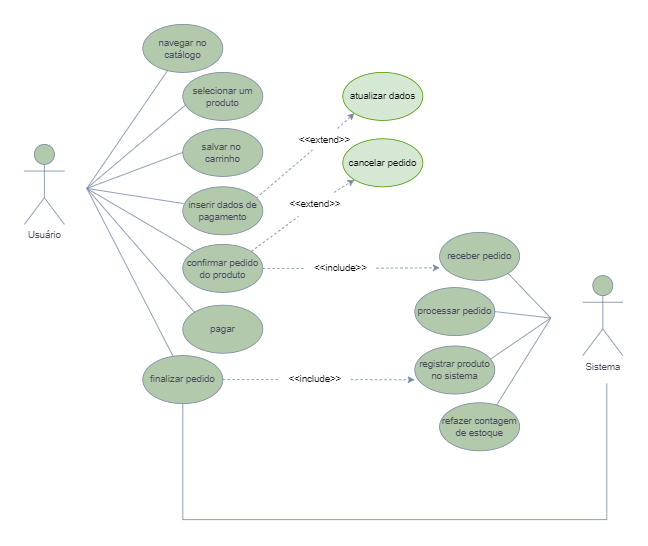 navegar no
catálogo
selecionar um
produto
atualizar dados
<<extend>>
salvar no
carrinho
cancelar pedido
<<extend>>
inserir dados de
pagamento
Usuário
confirmar pedido
do produto
<<include>>
receber pedido
processar pedido
pagar
registrar produto
no sistema
Sistema
finalizar pedido
<<include>>
refazer contagem
de estoque